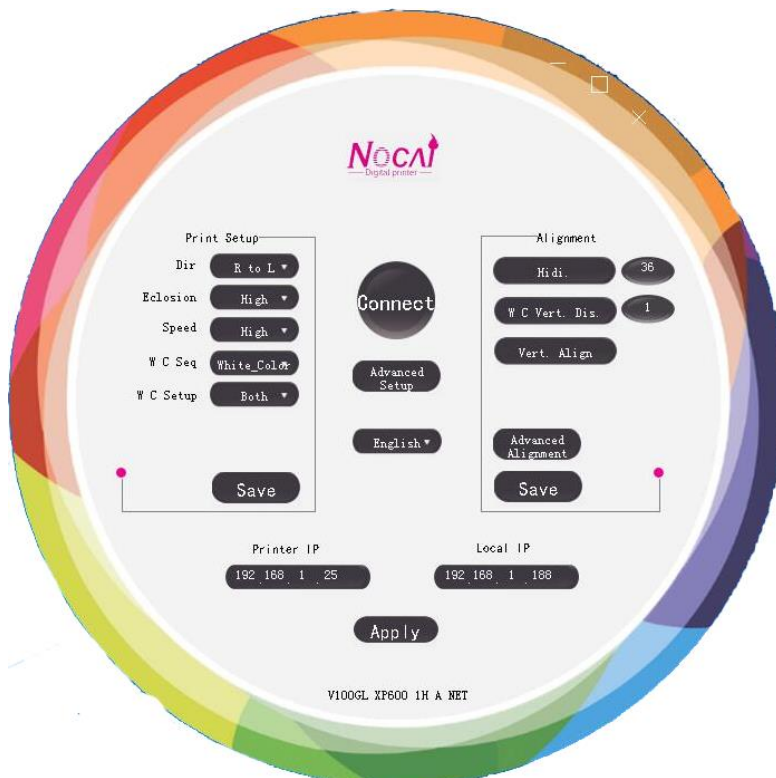 NOCAI
Digital printer
Print Setup
Dir R to L
Eclosion High
Speed High
W C Seq White_Color
W C Setup Both
Save
Connect
Advanced
Setup
English
Alignment
Hidi. 36
W C Vert. Dis. 1
Vert. Align
Advanced
Alignment
Save
Printer IP
192.168.1.25
Local IP
192.168.1.188
Apply
V100GL XP600 1H A NET